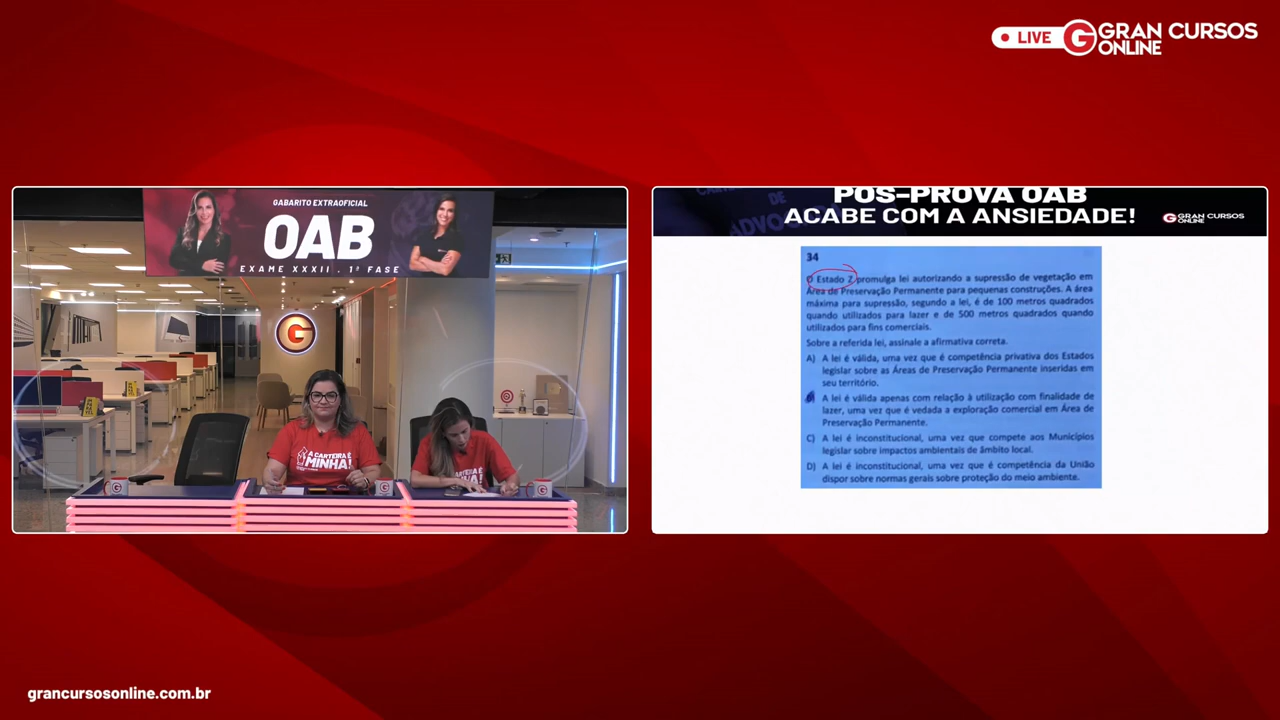 LIVE
GRAN CURSOS
ONLINE
GABARITO EXTRAOFICIAL
OAB
EXAME XXXII . 1ª FASE
G
A CARTEIRA É
MINHA!
CARTEIRA É
PÓS-PROVA OAB
ACABE COM A ANSIEDADE!
GRAN CURSOS
ONLINE
34
O Estado Z promulga lei autorizando a supressão de vegetação em
Área de Preservação Permanente para pequenas construções. A área
máxima para supressão, segundo a lei, é de 100 metros quadrados
quando utilizados para lazer e de 500 metros quadrados quando
utilizados para fins comerciais.
Sobre a referida lei, assinale a afirmativa correta.
A) A lei é válida, uma vez que é competência privativa dos Estados
legislar sobre as Áreas de Preservação Permanente inseridas em
seu território.
A lei é válida apenas com relação à utilização com finalidade de
lazer, uma vez que é vedada a exploração comercial em Área de
Preservação Permanente.
C) A lei é inconstitucional, uma vez que compete aos Municípios
legislar sobre impactos ambientais de âmbito local.
D) A lei é inconstitucional, uma vez que é competência da União
dispor sobre normas gerais sobre proteção do meio ambiente.
grancursosonline.com.br